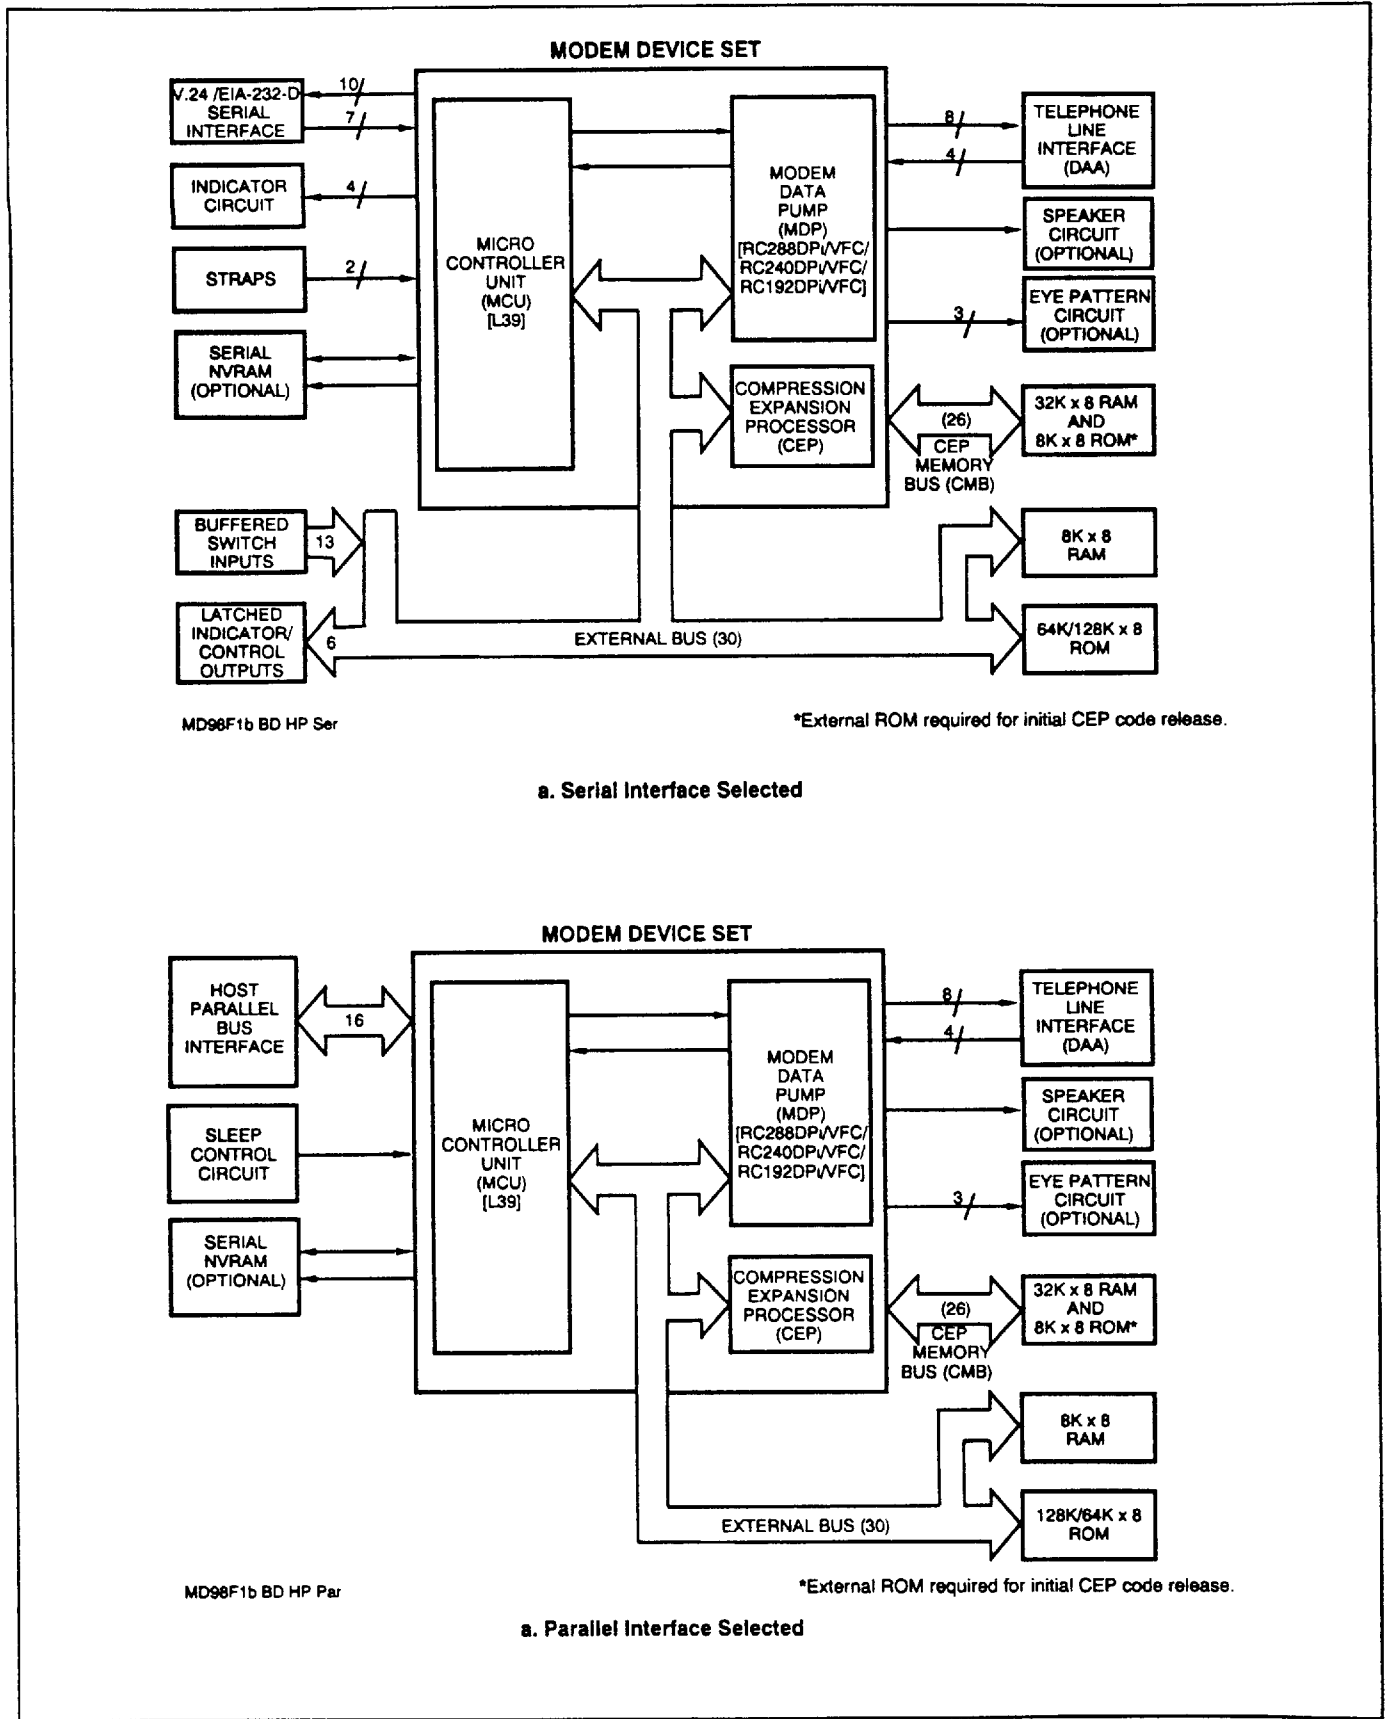 MODEM DEVICE SET
V.24 /EIA-232-D
SERIAL
INTERFACE
10
7
INDICATOR
CIRCUIT
4
STRAPS
2
SERIAL
NVRAM
(OPTIONAL)
MICRO
CONTROLLER
UNIT
(MCU)
[L39]
MODEM
DATA
PUMP
(MDP)
[RC288DPi/VFC/
RC240DPi/VFC/
RC192DPi/VFC]
COMPRESSION
EXPANSION
PROCESSOR
(CEP)
8
4
TELEPHONE
LINE
INTERFACE
(DAA)
SPEAKER
CIRCUIT
(OPTIONAL)
3
EYE PATTERN
CIRCUIT
(OPTIONAL)
(26)
CEP
MEMORY
BUS (CMB)
32K x 8 RAM
AND
8K x 8 ROM*
BUFFERED
SWITCH
INPUTS
13
LATCHED
INDICATOR/
CONTROL
OUTPUTS
6
EXTERNAL BUS (30)
8K x 8
RAM
64K/128K x 8
ROM
MD98F1b BD HP Ser
*External ROM required for initial CEP code release.
a. Serial Interface Selected
MODEM DEVICE SET
HOST
PARALLEL
BUS
INTERFACE
16
SLEEP
CONTROL
CIRCUIT
SERIAL
NVRAM
(OPTIONAL)
MICRO
CONTROLLER
UNIT
(MCU)
[L39]
MODEM
DATA
PUMP
(MDP)
[RC288DPi/VFC/
RC240DPi/VFC/
RC192DPi/VFC]
COMPRESSION
EXPANSION
PROCESSOR
(CEP)
8
4
TELEPHONE
LINE
INTERFACE
(DAA)
SPEAKER
CIRCUIT
(OPTIONAL)
3
EYE PATTERN
CIRCUIT
(OPTIONAL)
(26)
CEP
MEMORY
BUS (CMB)
32K x 8 RAM
AND
8K x 8 ROM*
8K x 8
RAM
EXTERNAL BUS (30)
128K/64K x 8
ROM
MD98F1b BD HP Par
*External ROM required for initial CEP code release.
a. Parallel Interface Selected